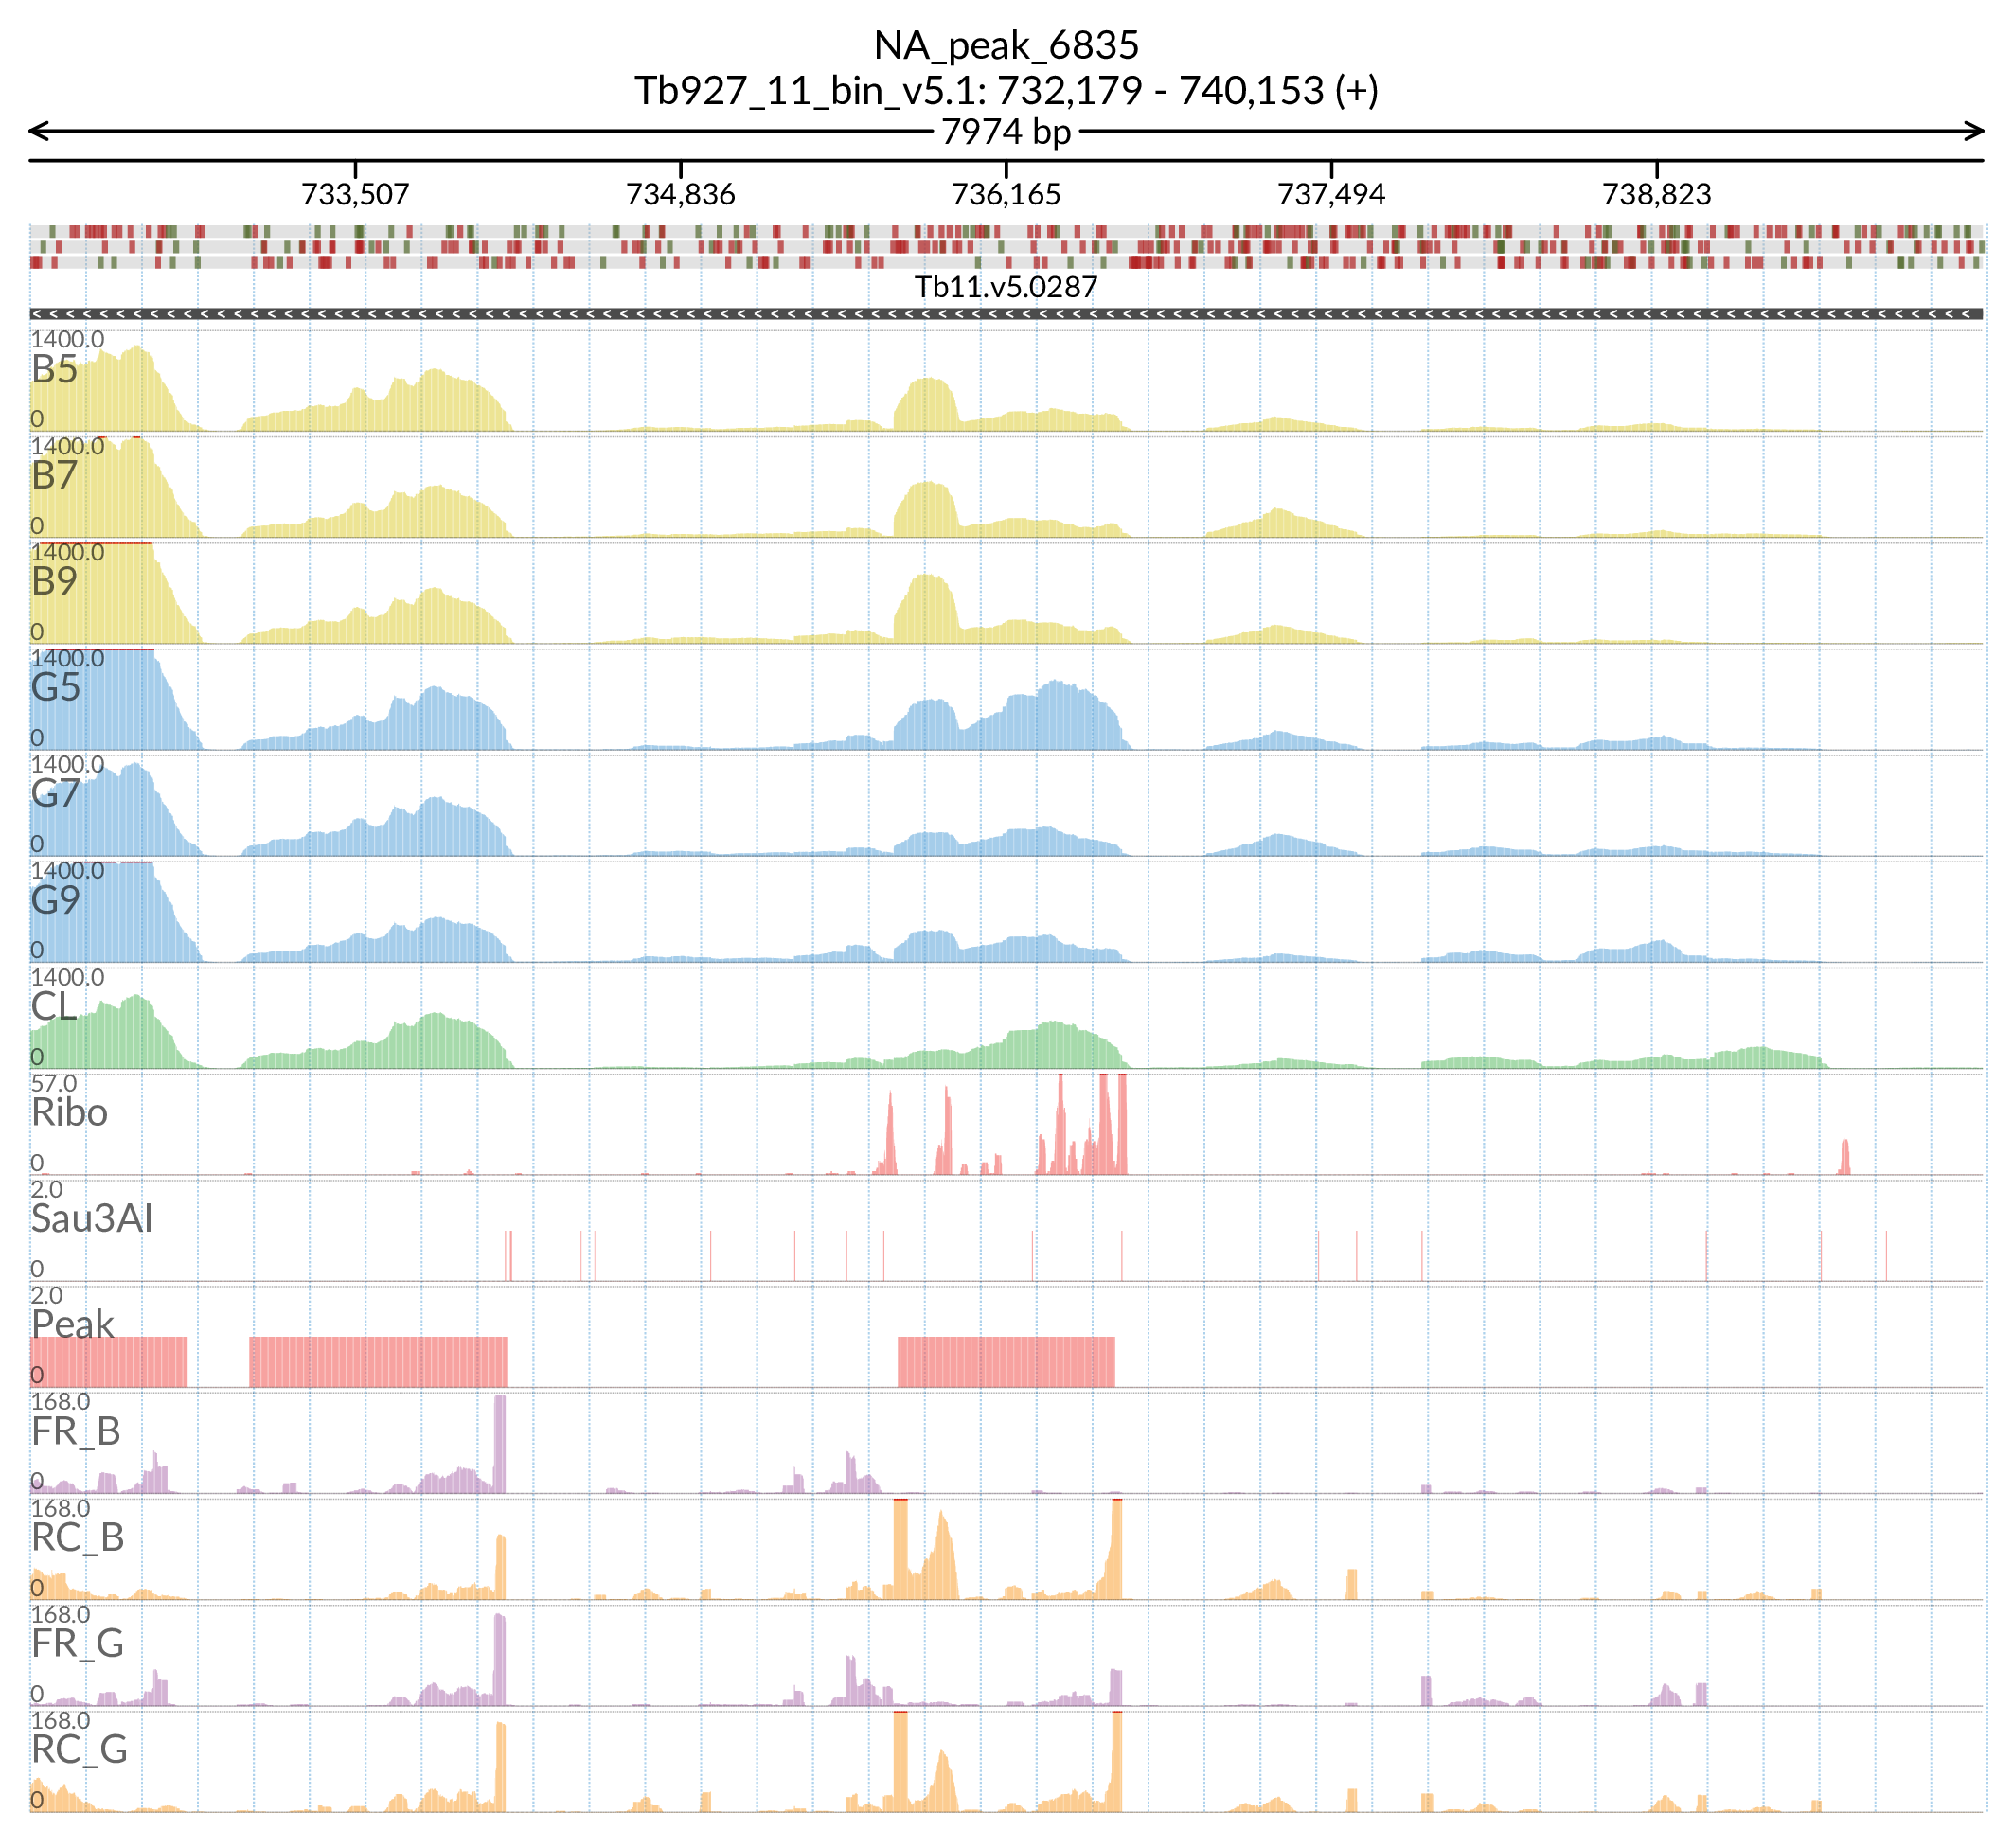 NA_peak_6835
Tb927_11_bin_v5.1: 732,179 - 740,153 (+)
7974 bp
733,507 734,836 736,165 737,494 738,823
Tb11.v5.0287
1400.0
B5
0
1400.0
B7
0
1400.0
B9
0
1400.0
G5
0
1400.0
G7
0
1400.0
G9
0
1400.0
CL
0
57.0
Ribo
0
2.0
Sau3AI
0
2.0
Peak
0
168.0
FR_B
0
168.0
RC_B
0
168.0
FR_G
0
168.0
RC_G
0